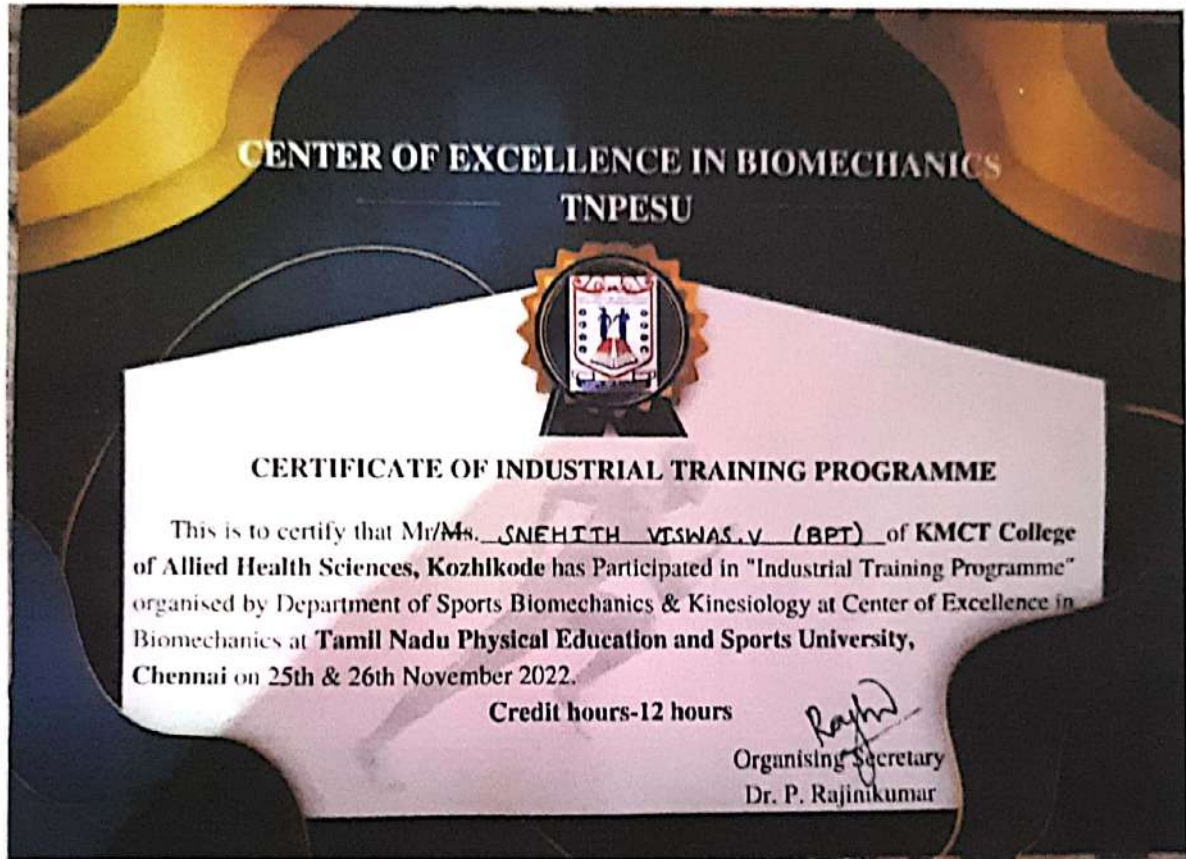 CENTER OF EXCELLENCE IN BIOMECHANICS
TNPESU
CERTIFICATE OF INDUSTRIAL TRAINING PROGRAMME
This is to certify that Mr/Ms. SNEHITH VISWAS.V (BPT) of KMCT College
of Allied Health Sciences, Kozhikode has Participated in "Industrial Training Programme"
organised by Department of Sports Biomechanics & Kinesiology at Center of Excellence in
Biomechanics at Tamil Nadu Physical Education and Sports University,
Chennai on 25th & 26th November 2022.
Credit hours-12 hours
Organising Secretary
Dr. P. Rajinikumar